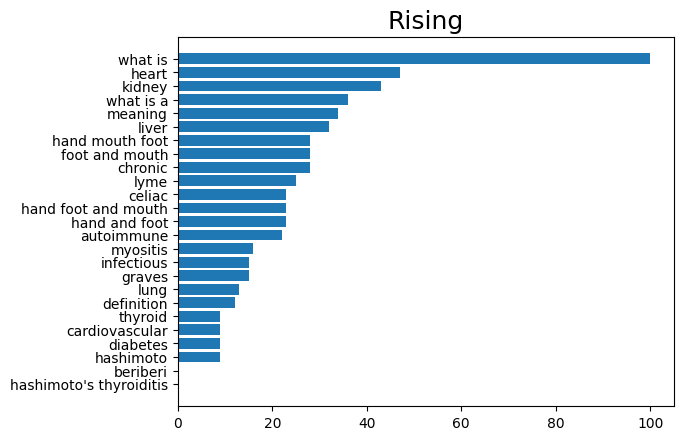 Rising
what is
heart
kidney
what is a
meaning
liver
hand mouth foot
foot and mouth
chronic
lyme
celiac
hand foot and mouth
hand and foot
autoimmune
myositis
infectious
graves
lung
definition
thyroid
cardiovascular
diabetes
hashimoto
beriberi
hashimoto's thyroiditis
0 20 40 60 80 100